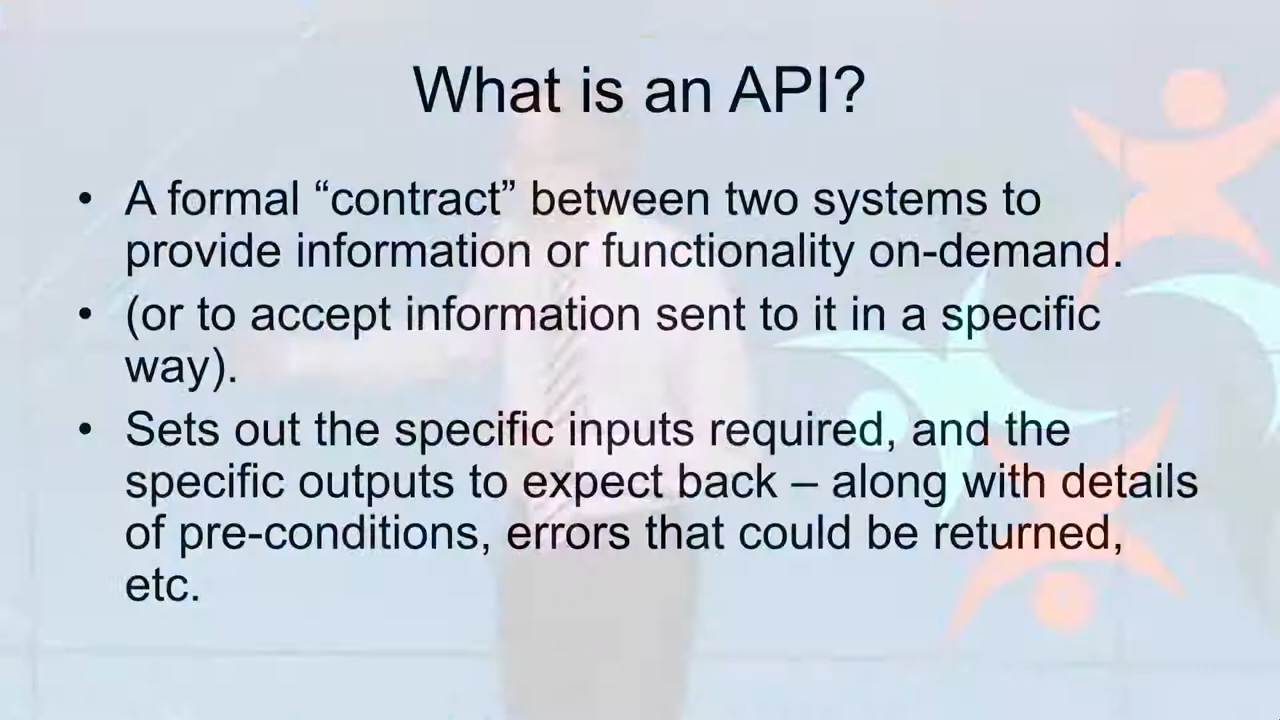 What is an API?
• A formal “contract” between two systems to
provide information or functionality on-demand.
• (or to accept information sent to it in a specific
way).
• Sets out the specific inputs required, and the
specific outputs to expect back – along with details
of pre-conditions, errors that could be returned,
etc.